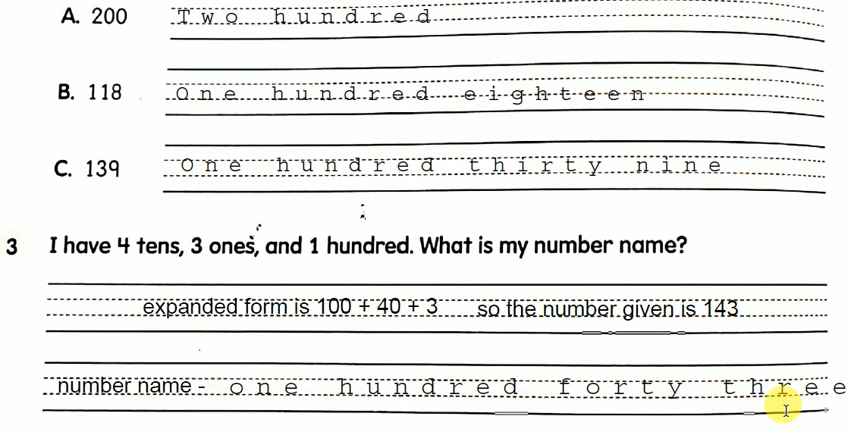 A. 200 Two hundred
B. 118 One hundred eighteen
C. 139 One hundred thirty nine
3 I have 4 tens, 3 ones, and 1 hundred. What is my number name?
expanded form is 100 + 40 + 3 so the number given is 143
number name - one hundred forty three